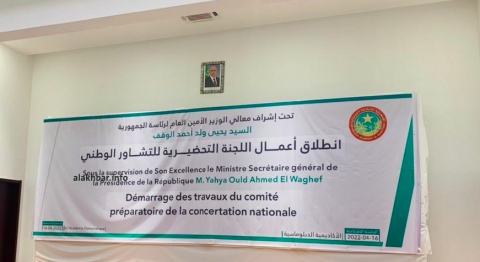 تحت إشراف معالي الوزير الأمين العام لرئاسة الجمهورية
السيد يحيى ولد أحمد الوقف
انطلاق أعمال اللجنة التحضيرية للتشاور الوطني
Sous la supervision de Son Excellence le Ministre Secrétaire général de
la Présidence de la République M. Yahya Ould Ahmed El Waghef
alakhbar.info
Démarrage des travaux du comité
préparatoire de la concertation nationale
الأكاديمية الدبلوماسية
2022-04-16